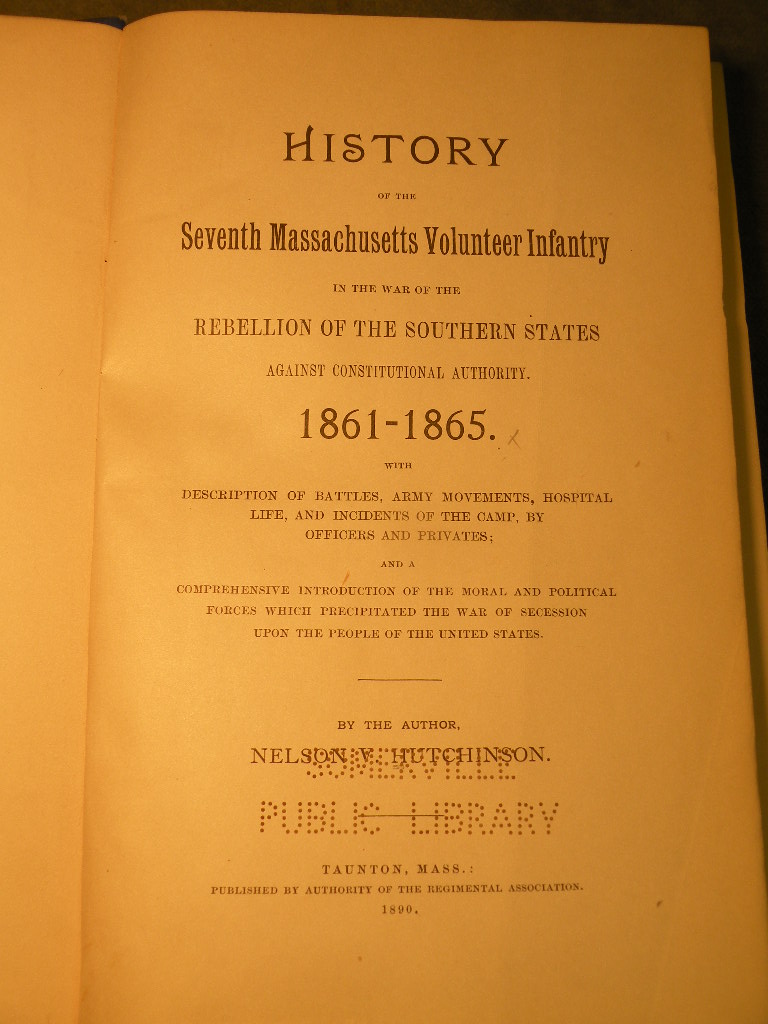 HISTORY
OF THE
Seventh Massachusetts Volunteer Infantry
IN THE WAR OF THE
REBELLION OF THE SOUTHERN STATES
AGAINST CONSTITUTIONAL AUTHORITY.
1861-1865.
WITH
DESCRIPTION OF BATTLES, ARMY MOVEMENTS, HOSPITAL
LIFE, AND INCIDENTS OF THE CAMP, BY
OFFICERS AND PRIVATES;
AND A
COMPREHENSIVE INTRODUCTION OF THE MORAL AND POLITICAL
FORCES WHICH PRECIPITATED THE WAR OF SECESSION
UPON THE PEOPLE OF THE UNITED STATES.
BY THE AUTHOR,
NELSON V. HUTCHINSON.
SOMERVILLE
PUBLIC LIBRARY
TAUNTON, MASS.:
PUBLISHED BY AUTHORITY OF THE REGIMENTAL ASSOCIATION.
1890.